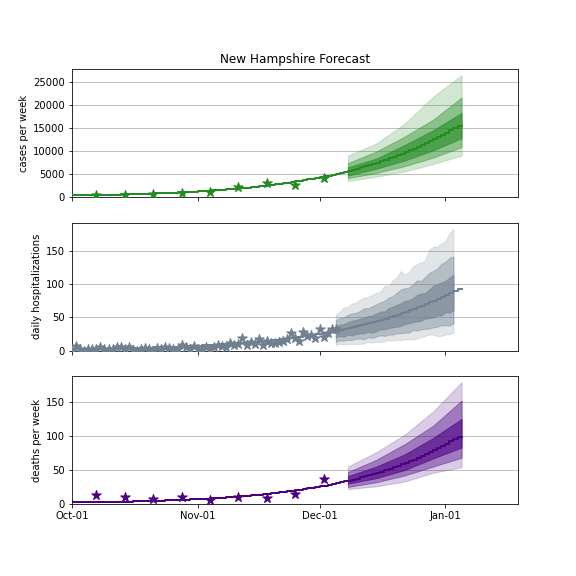 New Hampshire Forecast
cases per week
25000
20000
15000
10000
5000
0
daily hospitalizations
150
100
50
0
deaths per week
150
100
50
0
Oct-01 Nov-01 Dec-01 Jan-01